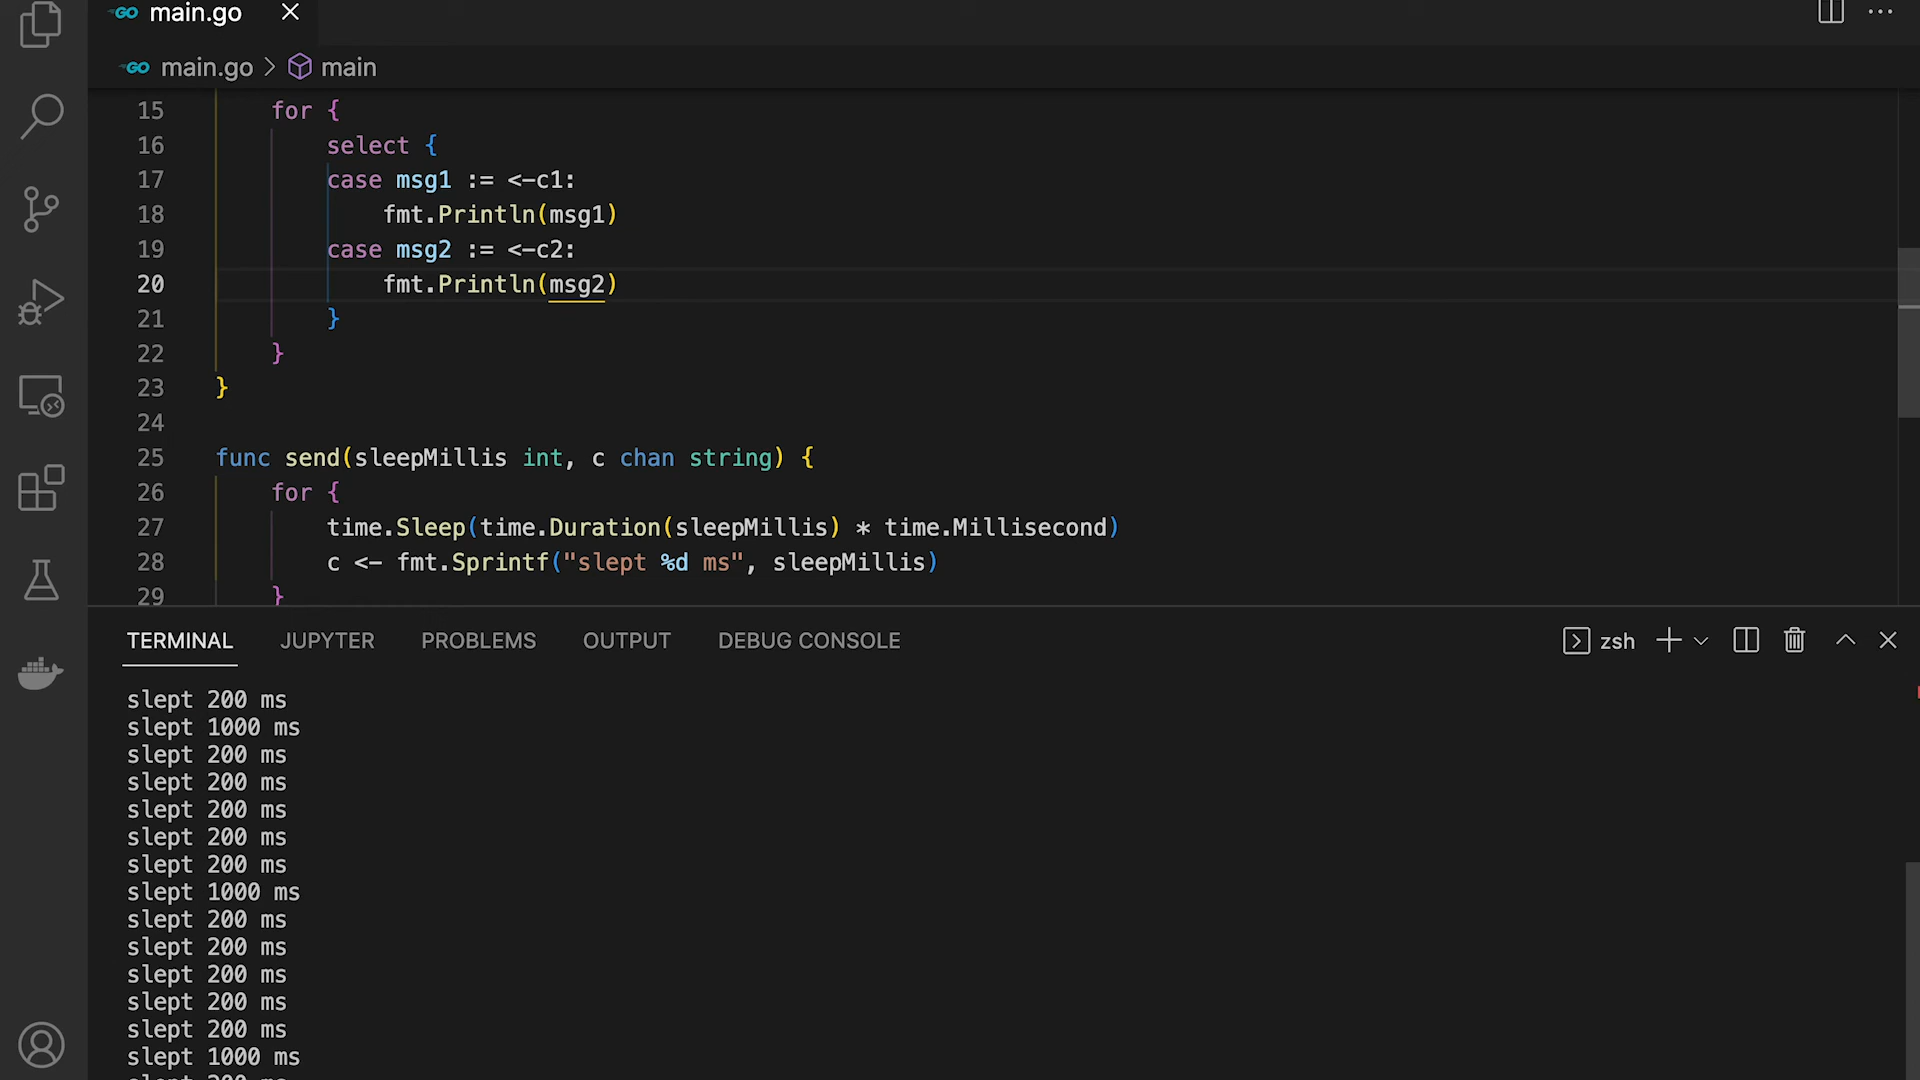 GO main.go
GO main.go > main
15 for {
16 select {
17 case msg1 := <-c1:
18 fmt.Println(msg1)
19 case msg2 := <-c2:
20 fmt.Println(msg2)
21 }
22 }
23 }
24
25 func send(sleepMillis int, c chan string) {
26 for {
27 time.Sleep(time.Duration(sleepMillis) * time.Millisecond)
28 c <- fmt.Sprintf("slept %d ms", sleepMillis)
29 }
TERMINAL JUPYTER PROBLEMS OUTPUT DEBUG CONSOLE zsh
slept 200 ms
slept 1000 ms
slept 200 ms
slept 200 ms
slept 200 ms
slept 200 ms
slept 200 ms
slept 1000 ms
slept 200 ms
slept 200 ms
slept 200 ms
slept 200 ms
slept 200 ms
slept 1000 ms